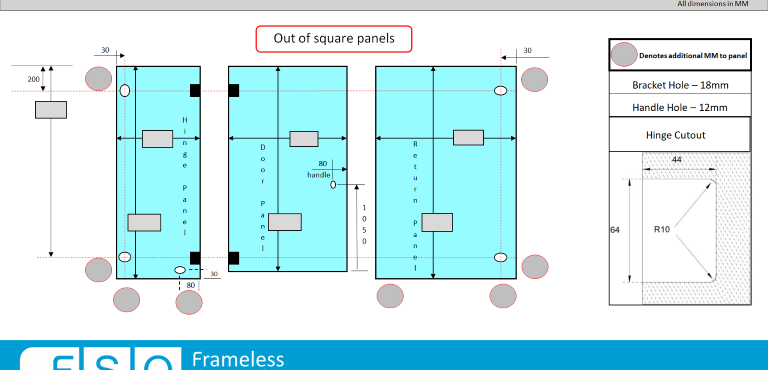 All dimensions in MM
Out of square panels
30
30
200
Hinge Panel
Door Panel
80
handle
1050
Return Panel
30
80
Denotes additional MM to panel
Bracket Hole – 18mm
Handle Hole – 12mm
Hinge Cutout
44
64
R10
FSQ
Frameless